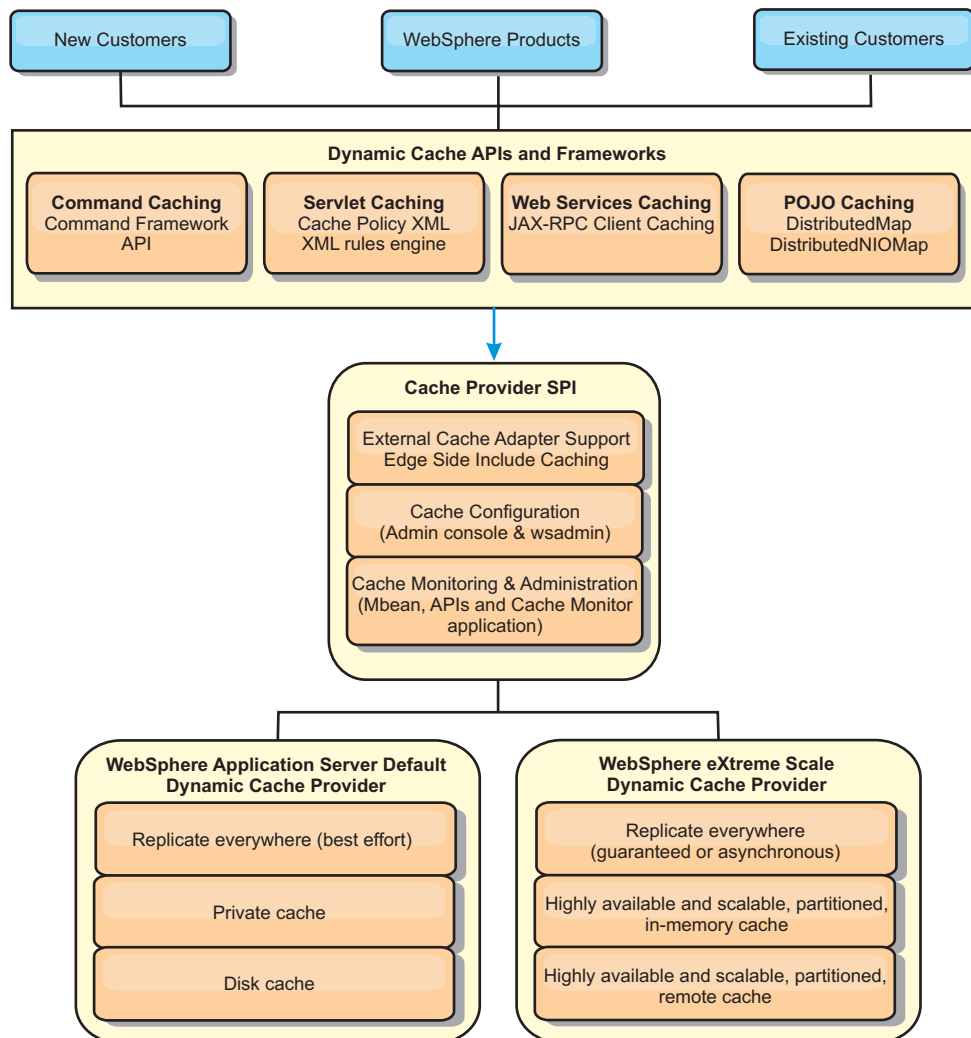 New Customers
WebSphere Products
Existing Customers
Dynamic Cache APIs and Frameworks
Command Caching
Command Framework
API
Servlet Caching
Cache Policy XML
XML rules engine
Web Services Caching
JAX-RPC Client Caching
POJO Caching
DistributedMap
DistributedNIOMap
Cache Provider SPI
External Cache Adapter Support
Edge Side Include Caching
Cache Configuration
(Admin console & wsadmin)
Cache Monitoring & Administration
(Mbean, APIs and Cache Monitor
application)
WebSphere Application Server Default
Dynamic Cache Provider
Replicate everywhere (best effort)
Private cache
Disk cache
WebSphere eXtreme Scale
Dynamic Cache Provider
Replicate everywhere
(guaranteed or asynchronous)
Highly available and scalable, partitioned,
in-memory cache
Highly available and scalable, partitioned,
remote cache